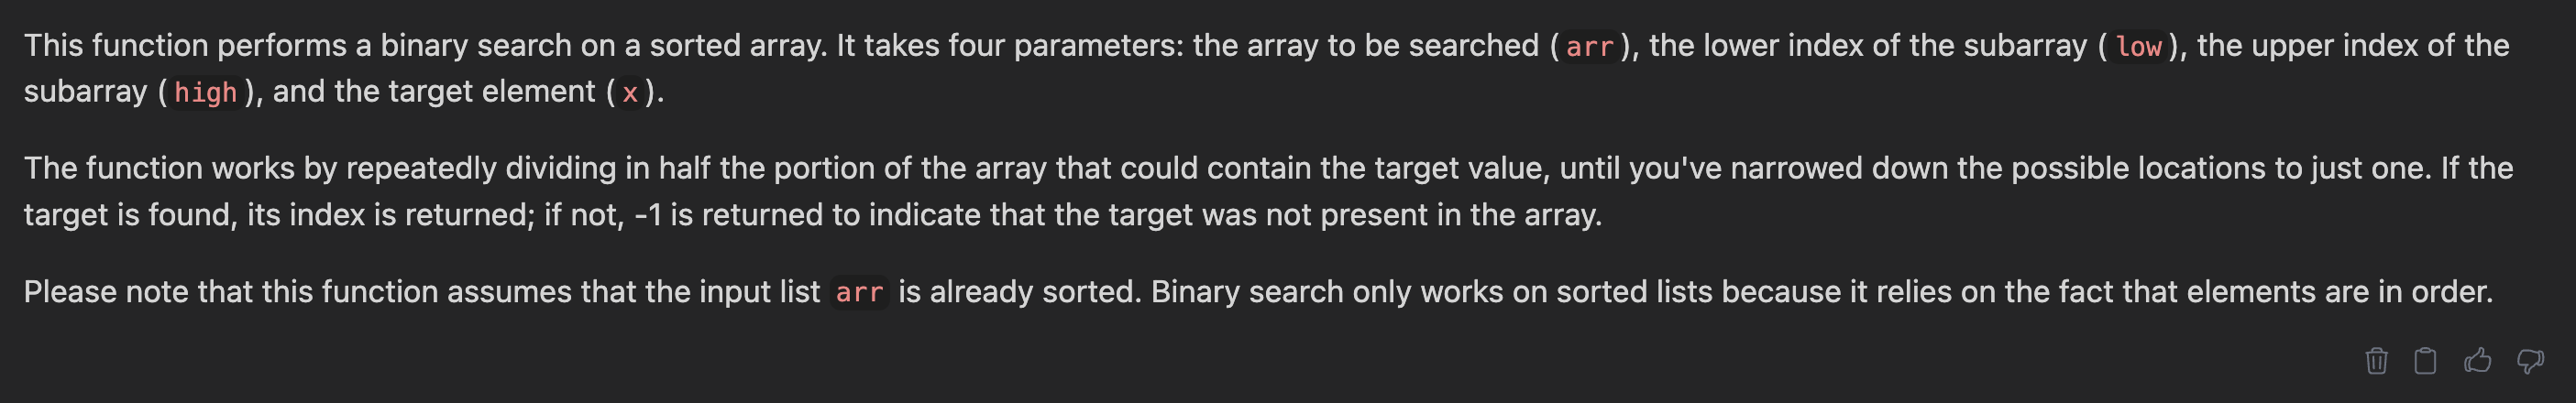 This function performs a binary search on a sorted array. It takes four parameters: the array to be searched ( arr ), the lower index of the subarray ( low ), the upper index of the
subarray ( high ), and the target element ( x ).
The function works by repeatedly dividing in half the portion of the array that could contain the target value, until you've narrowed down the possible locations to just one. If the
target is found, its index is returned; if not, -1 is returned to indicate that the target was not present in the array.
Please note that this function assumes that the input list arr is already sorted. Binary search only works on sorted lists because it relies on the fact that elements are in order.